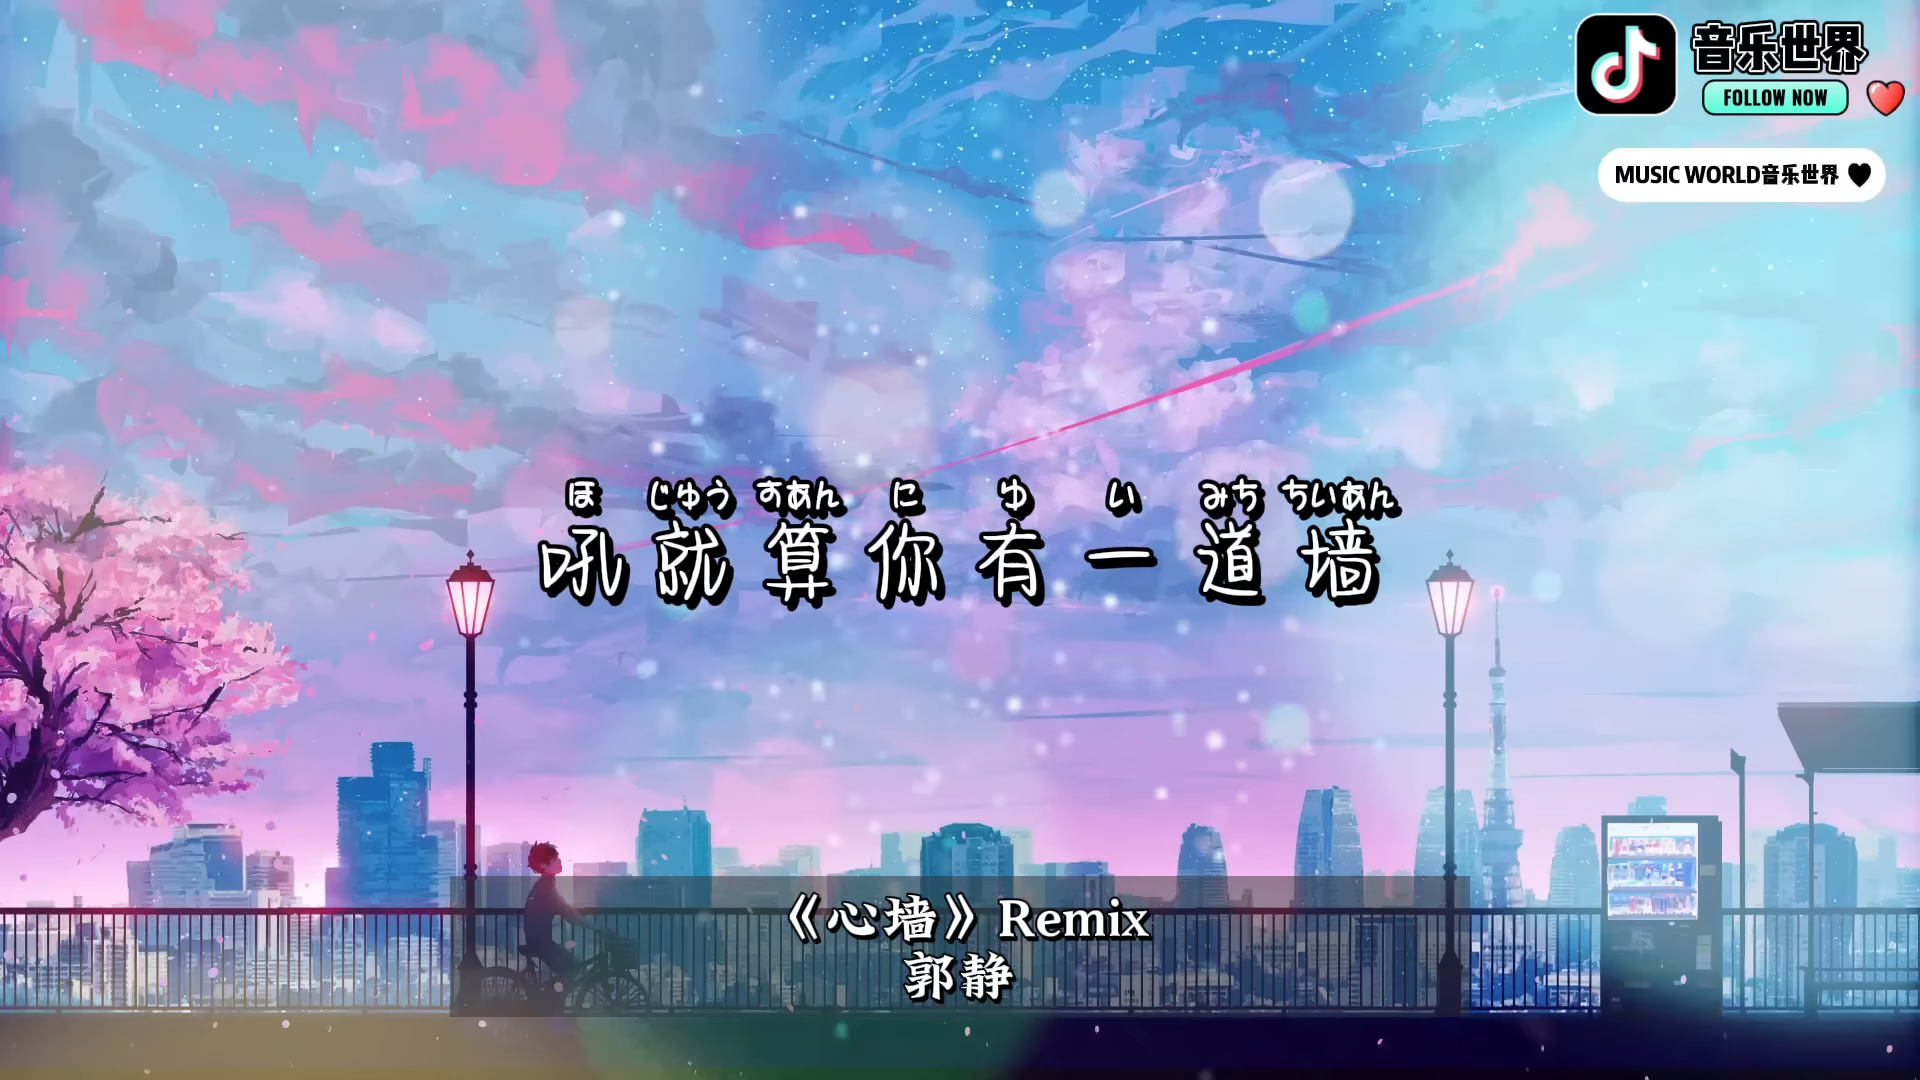 音乐世界
FOLLOW NOW
MUSIC WORLD音乐世界
ほ じゅう すあん に ゆ い みち ちいあん
吼就算你有一道墙
《心墙》Remix
郭静